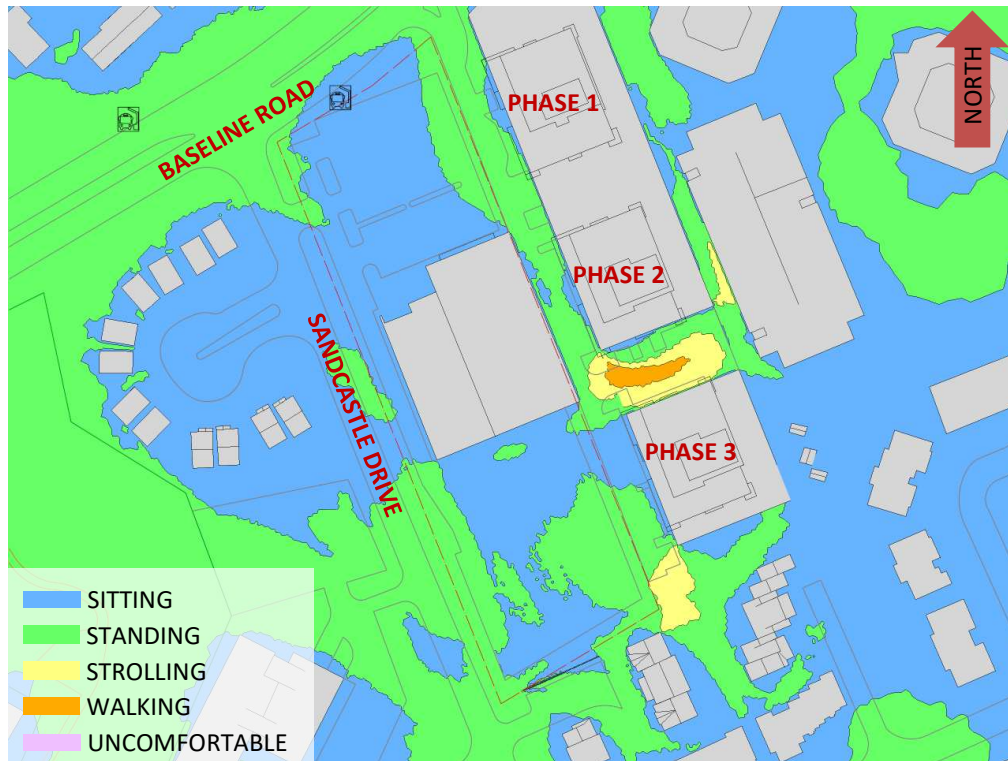 NORTH
PHASE 1
BASELINE ROAD
PHASE 2
SANDCASTLE DRIVE
PHASE 3
SITTING
STANDING
STROLLING
WALKING
UNCOMFORTABLE